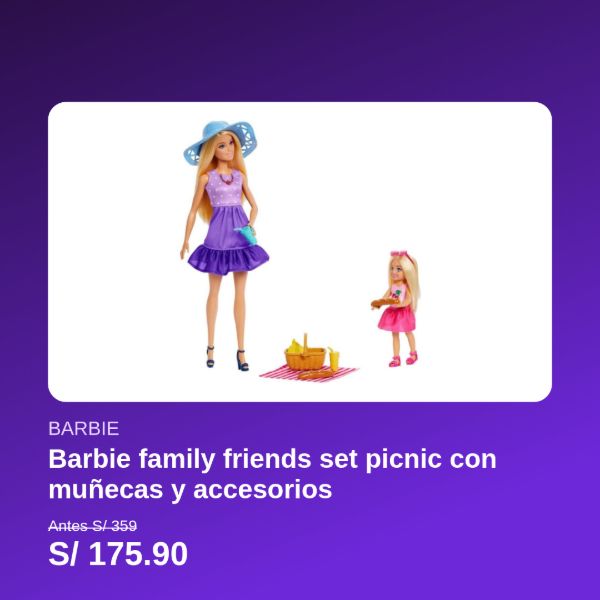 BARBIE
Barbie family friends set picnic con
muñecas y accesorios
Antes S/ 359
S/ 175.90